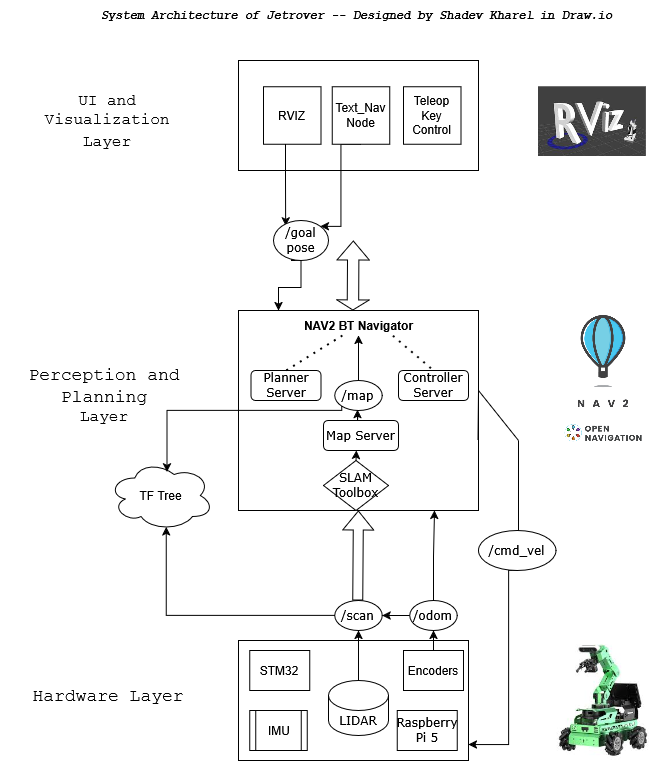 System Architecture of Jetrover -- Designed by Shadev Kharel in Draw.io
UI and
Visualization
Layer
RVIZ
Text_Nav
Node
Teleop
Key
Control
RViz
/goal
pose
NAV2 BT Navigator
Planner
Server
Controller
Server
/map
Map Server
SLAM
Toolbox
Perception and
Planning
Layer
NAV2
OPEN
NAVIGATION
TF Tree
/cmd_vel
/scan
/odom
Hardware Layer
STM32
Encoders
IMU
LIDAR
Raspberry
Pi 5